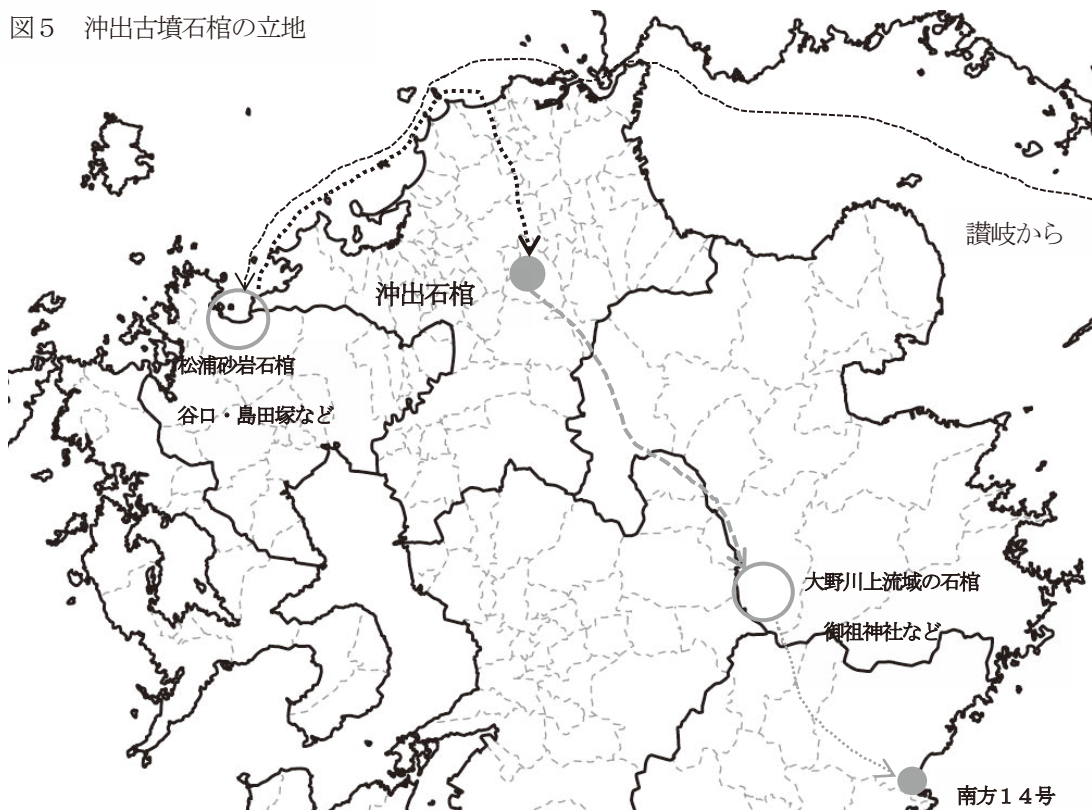 図５　沖出古墳石棺の立地
讃岐から
沖出石棺
松浦砂岩石棺
谷口・島田塚など
大野川上流域の石棺
御祖神社など
南方１４号